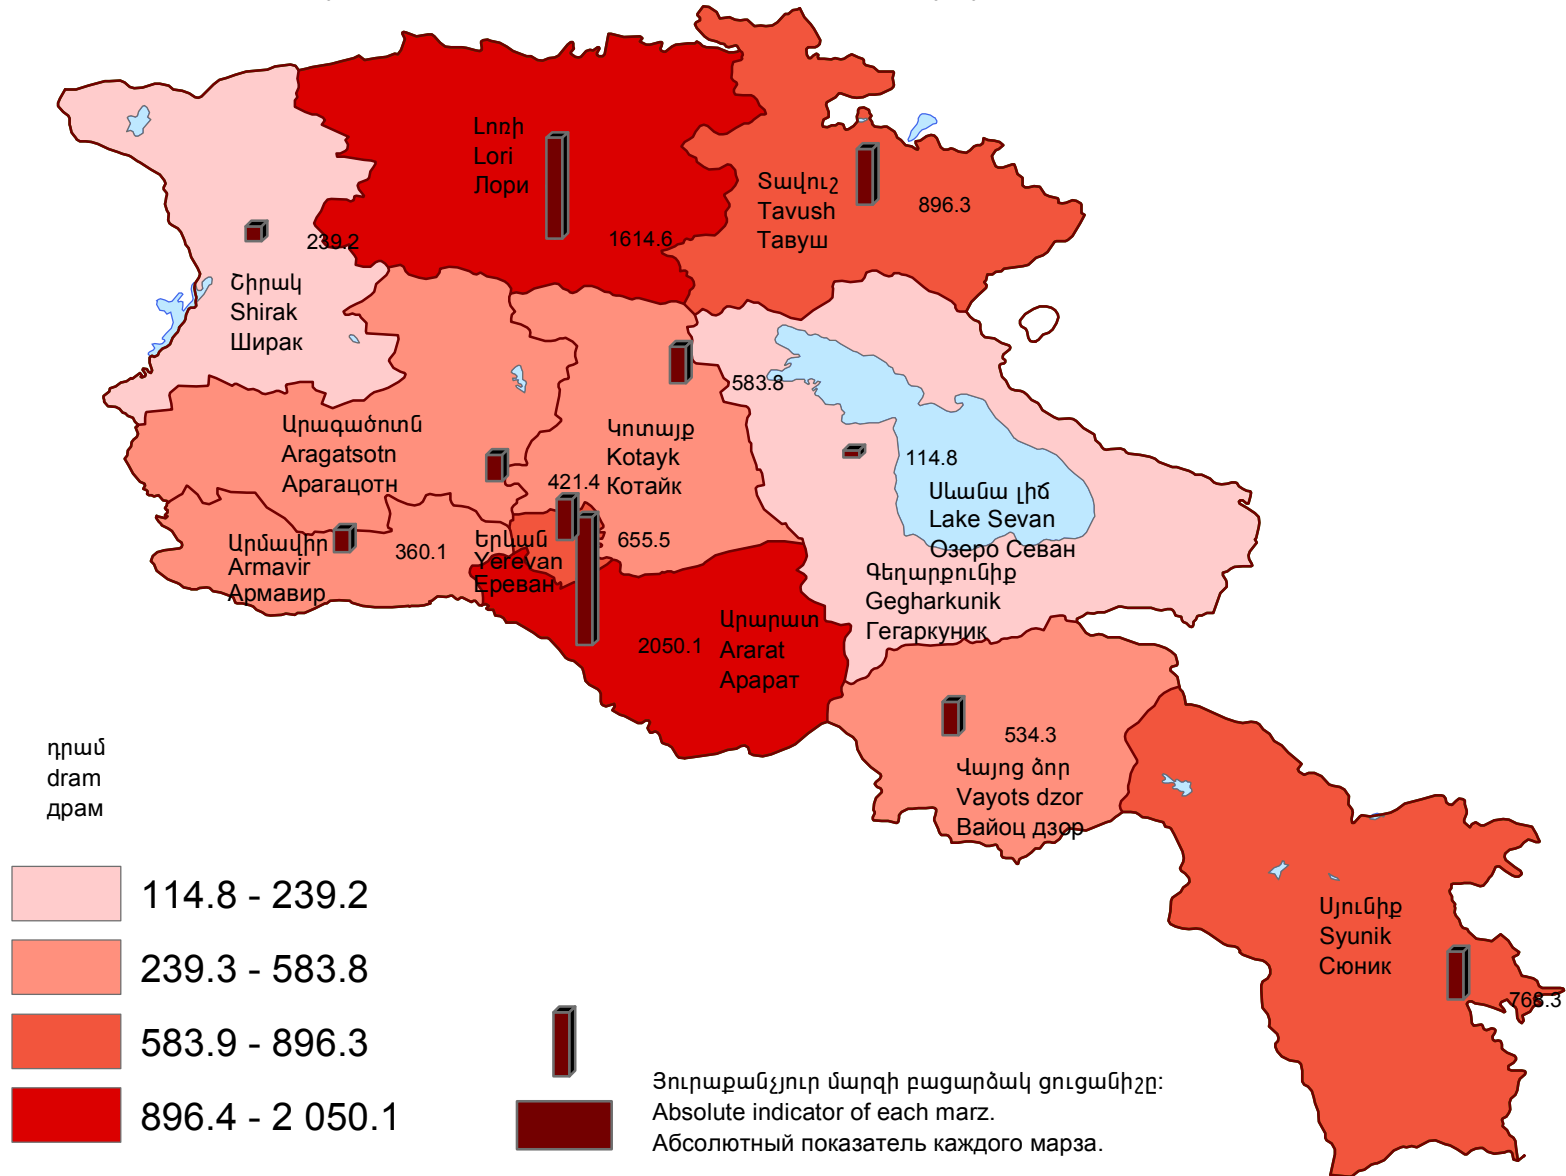 Լոռի
Lori
Лори
1614.6
Տավուշ
Tavush
Тавуш
896.3
239.2
Շիրակ
Shirak
Ширак
583.8
Արագածոտն
Aragatsotn
Арагацотн
421.4
Կոտայք
Kotayk
Котайк
114.8
Սևանա լիճ
Lake Sevan
Озеро Севан
Արմավիր
Armavir
Армавир
360.1
Երևան
Yerevan
Ереван
655.5
Գեղարքունիք
Gegharkunik
Гегаркуник
2050.1
Արարատ
Ararat
Арарат
534.3
Վայոց ձոր
Vayots dzor
Вайоц дзор
Սյունիք
Syunik
Сюник
768.3
դրամ
dram
драм
114.8 - 239.2
239.3 - 583.8
583.9 - 896.3
896.4 - 2 050.1
Յուրաքանչյուր մարզի բացարձակ ցուցանիշը:
Absolute indicator of each marz.
Абсолютный показатель каждого марза.